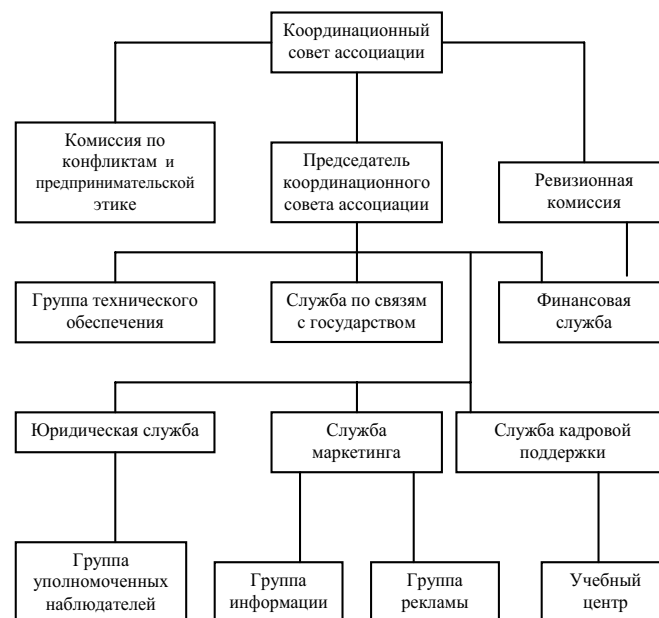 Координационный
совет ассоциации
Комиссия по
конфликтам и
предпринимательской
этике
Председатель
координационного
совета ассоциации
Ревизионная
комиссия
Группа технического
обеспечения
Служба по связям
с государством
Финансовая
служба
Юридическая служба
Служба
маркетинга
Служба кадровой
поддержки
Группа
уполномоченных
наблюдателей
Группа
информации
Группа
рекламы
Учебный
центр